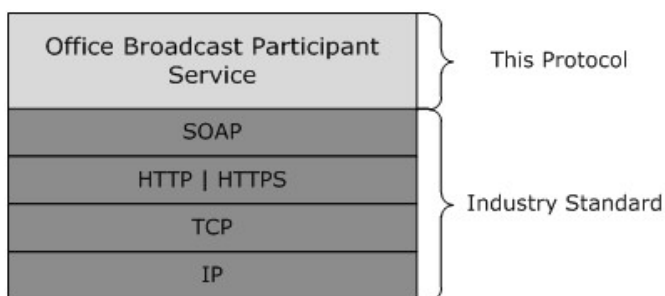 Office Broadcast Participant
Service
This Protocol
SOAP
HTTP | HTTPS
TCP
IP
Industry Standard